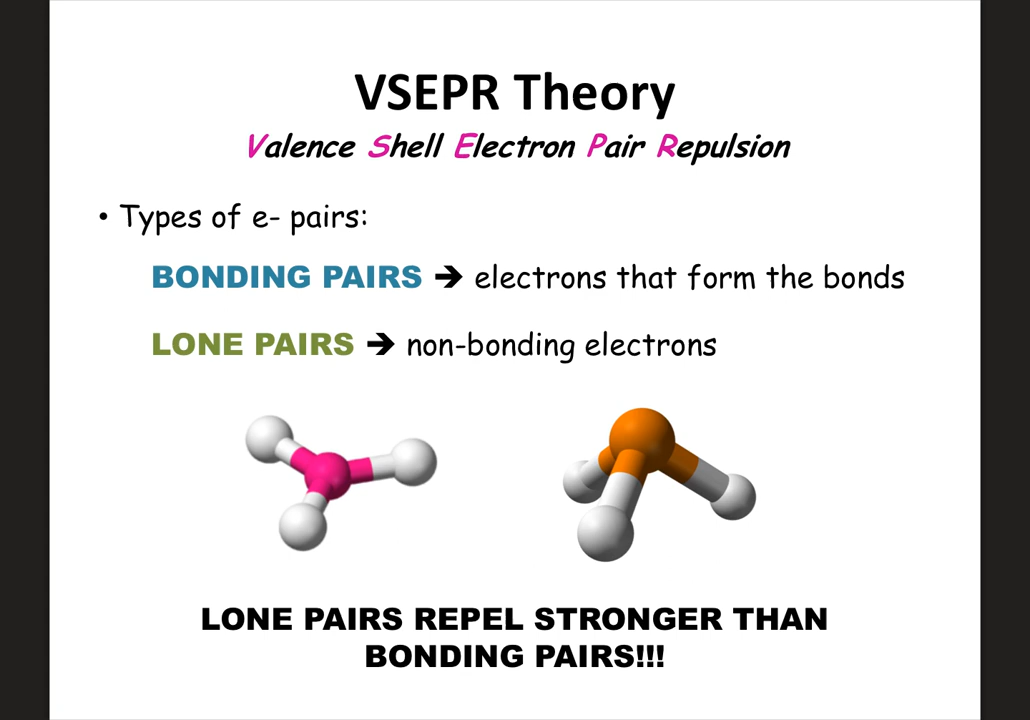 VSEPR Theory
Valence Shell Electron Pair Repulsion
• Types of e- pairs:
BONDING PAIRS ➔ electrons that form the bonds
LONE PAIRS ➔ non-bonding electrons
LONE PAIRS REPEL STRONGER THAN
BONDING PAIRS!!!